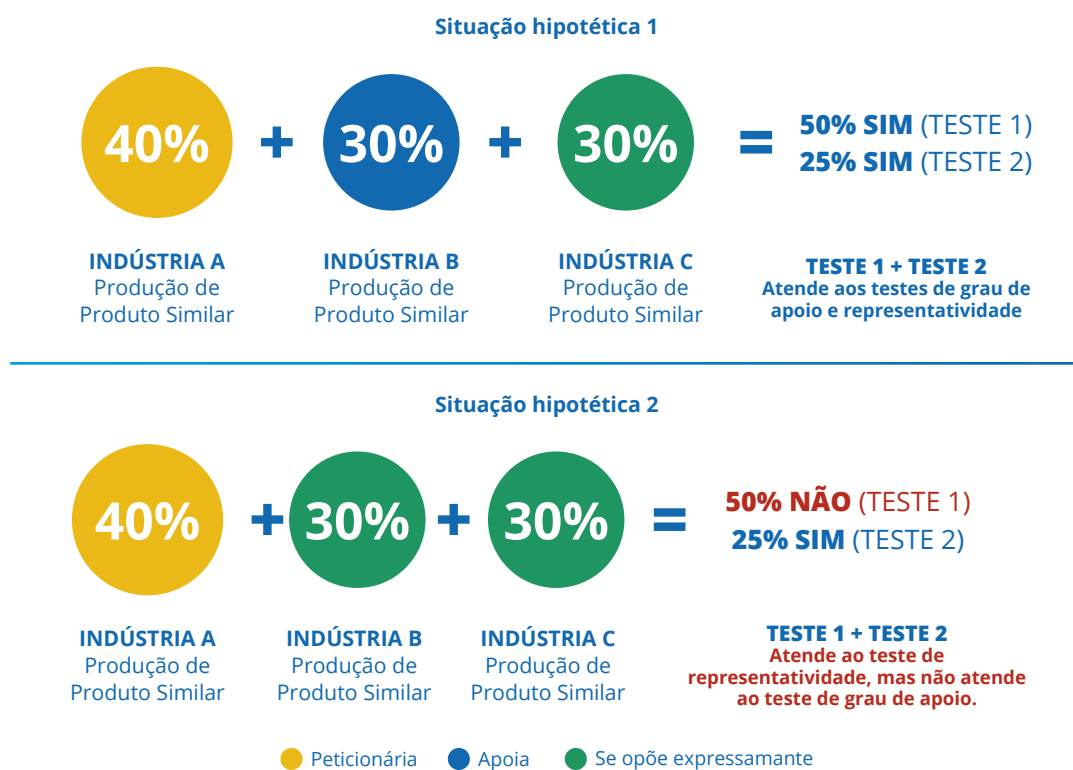 Situação hipotética 1
40% + 30% + 30% = 50% SIM (TESTE 1)
25% SIM (TESTE 2)
INDÚSTRIA A
Produção de
Produto Similar
INDÚSTRIA B
Produção de
Produto Similar
INDÚSTRIA C
Produção de
Produto Similar
TESTE 1 + TESTE 2
Atende aos testes de grau de
apoio e representatividade
Situação hipotética 2
40% + 30% + 30% = 50% NÃO (TESTE 1)
25% SIM (TESTE 2)
INDÚSTRIA A
Produção de
Produto Similar
INDÚSTRIA B
Produção de
Produto Similar
INDÚSTRIA C
Produção de
Produto Similar
TESTE 1 + TESTE 2
Atende ao teste de
representatividade, mas não atende
ao teste de grau de apoio.
Peticionária Apoia Se opõe expressamante